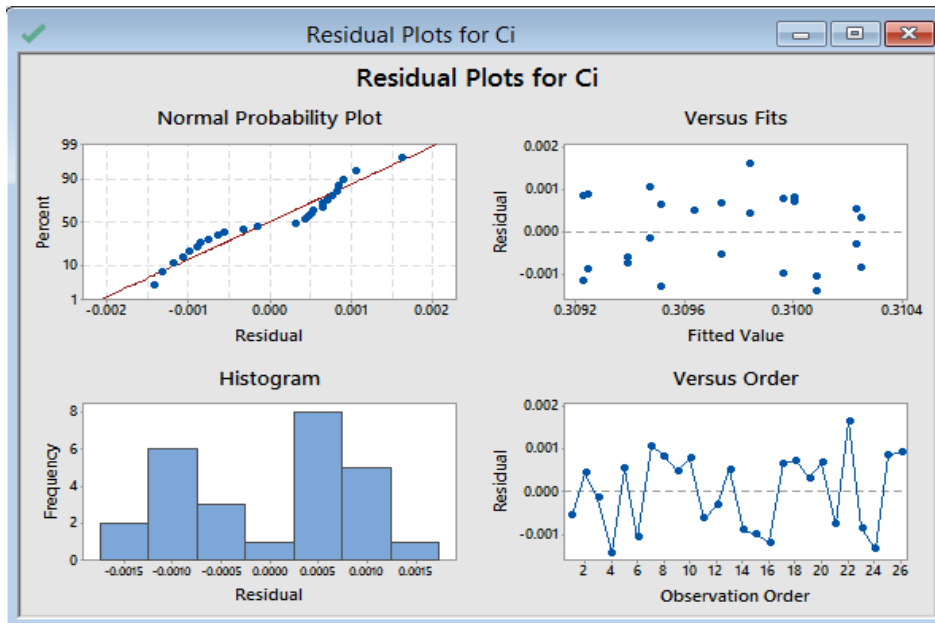 Residual Plots for Ci
Residual Plots for Ci
Normal Probability Plot
99
90
50
10
1
Percent
-0.002 -0.001 0.000 0.001 0.002
Residual
Versus Fits
0.002
0.001
0.000
-0.001
Residual
0.3092 0.3096 0.3100 0.3104
Fitted Value
Histogram
8
6
4
2
0
Frequency
-0.0015 -0.0010 -0.0005 0.0000 0.0005 0.0010 0.0015
Residual
Versus Order
0.002
0.001
0.000
-0.001
Residual
2 4 6 8 10 12 14 16 18 20 22 24 26
Observation Order